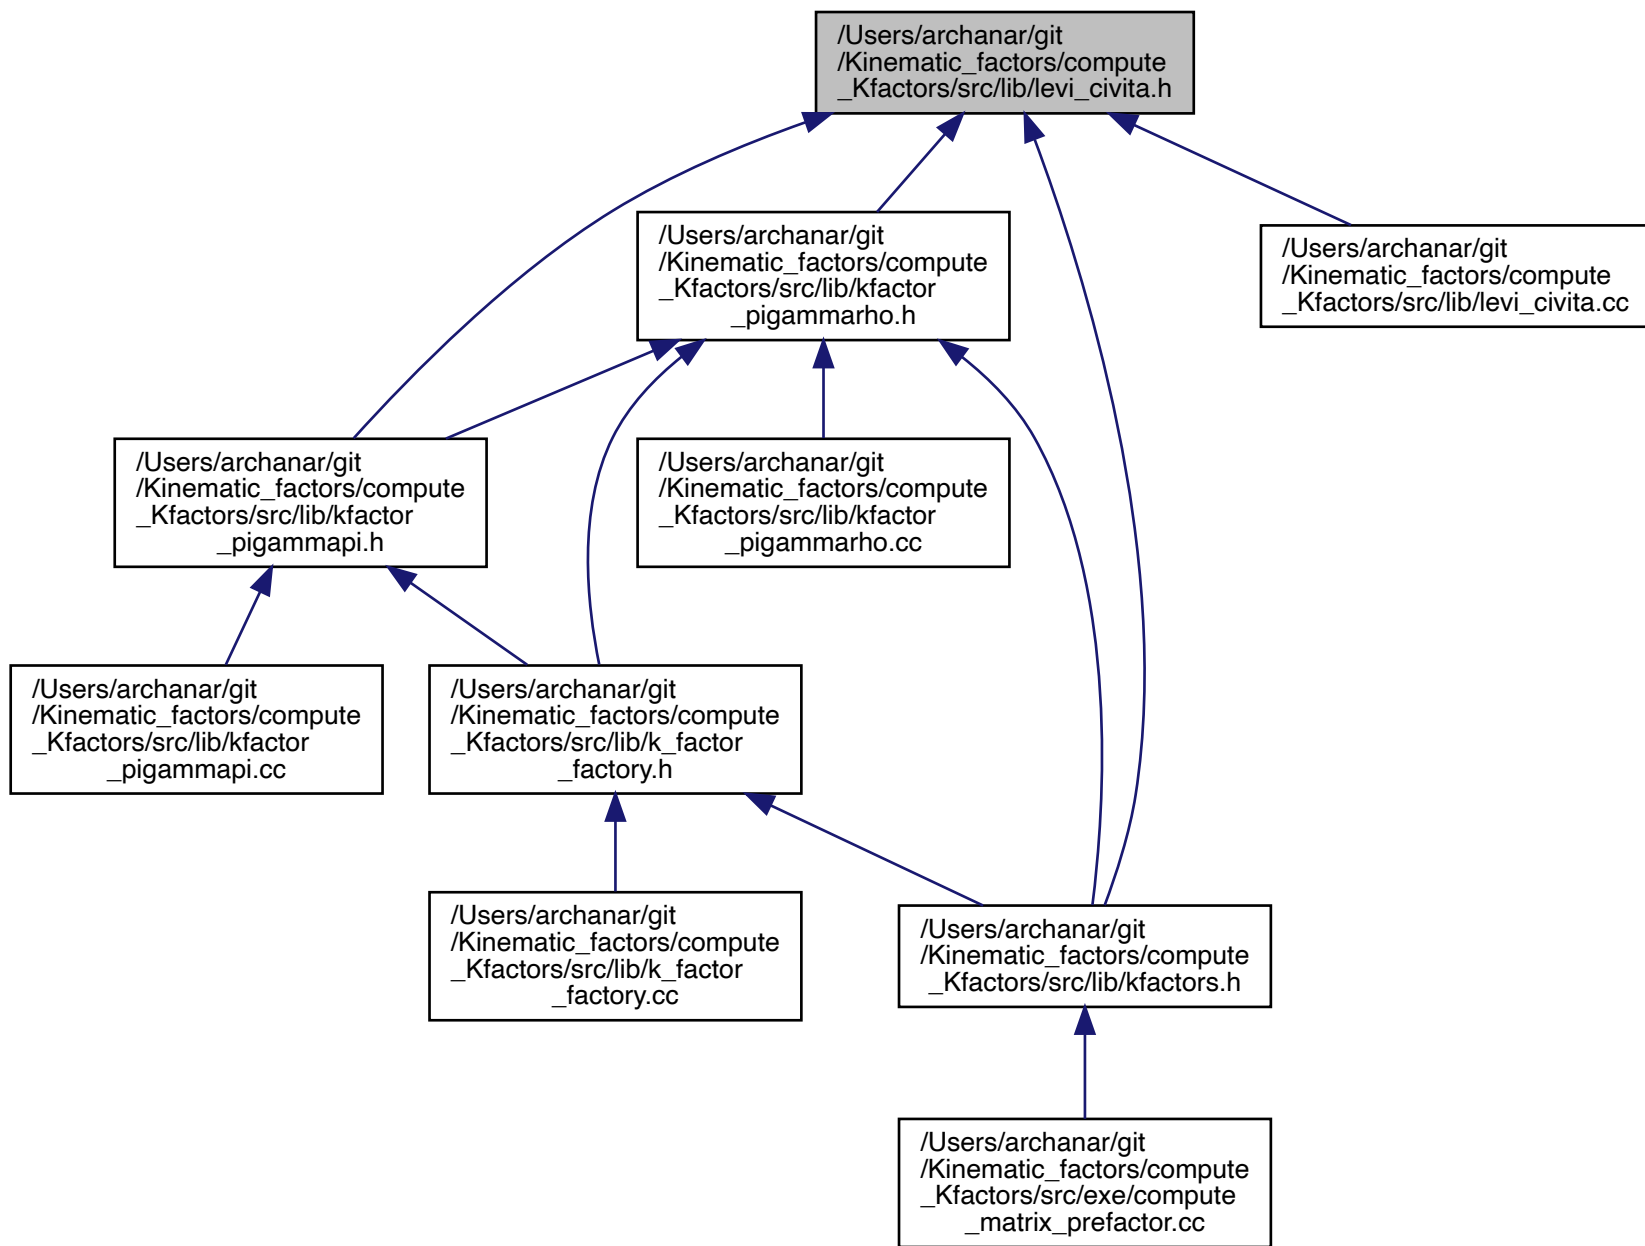 /Users/archanar/git
/Kinematic_factors/compute
_Kfactors/src/lib/levi_civita.h
/Users/archanar/git
/Kinematic_factors/compute
_Kfactors/src/lib/kfactor
_pigammarho.h
/Users/archanar/git
/Kinematic_factors/compute
_Kfactors/src/lib/levi_civita.cc
/Users/archanar/git
/Kinematic_factors/compute
_Kfactors/src/lib/kfactor
_pigammapi.h
/Users/archanar/git
/Kinematic_factors/compute
_Kfactors/src/lib/kfactor
_pigammarho.cc
/Users/archanar/git
/Kinematic_factors/compute
_Kfactors/src/lib/kfactor
_pigammapi.cc
/Users/archanar/git
/Kinematic_factors/compute
_Kfactors/src/lib/k_factor
_factory.h
/Users/archanar/git
/Kinematic_factors/compute
_Kfactors/src/lib/k_factor
_factory.cc
/Users/archanar/git
/Kinematic_factors/compute
_Kfactors/src/lib/kfactors.h
/Users/archanar/git
/Kinematic_factors/compute
_Kfactors/src/exe/compute
_matrix_prefactor.cc